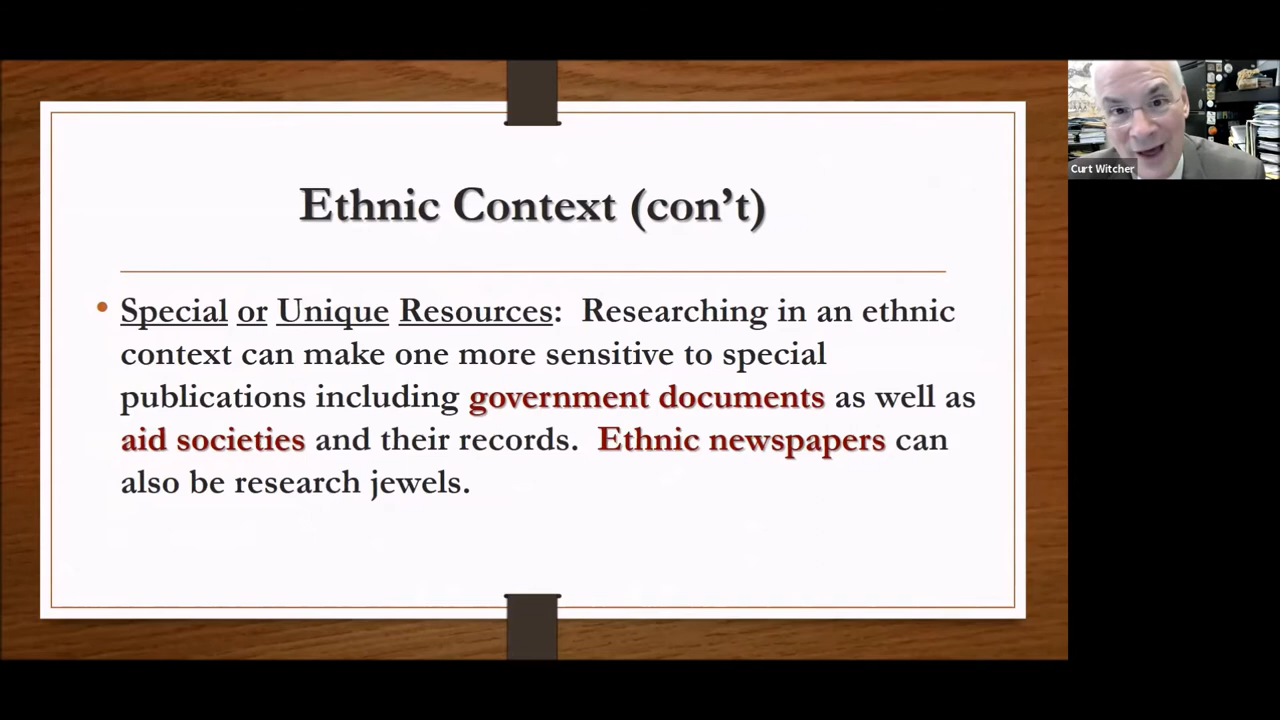 Ethnic Context (con’t)
• Special or Unique Resources:  Researching in an ethnic
context can make one more sensitive to special
publications including government documents as well as
aid societies and their records.  Ethnic newspapers can
also be research jewels.
Curt Witcher